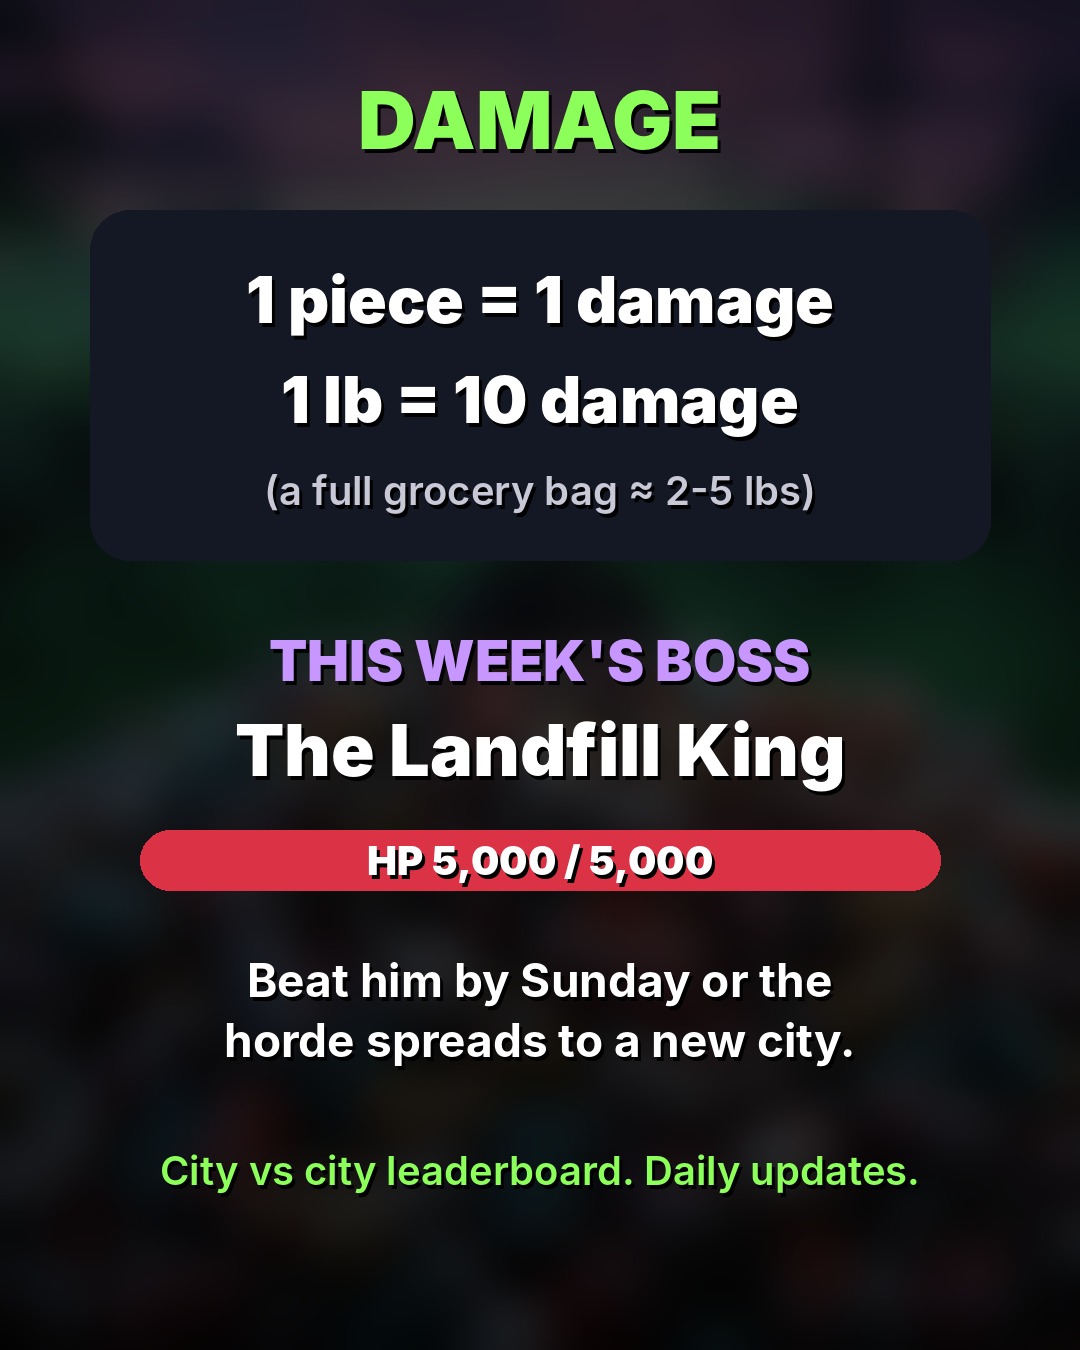 DAMAGE
1 piece = 1 damage
1 lb = 10 damage
(a full grocery bag ≈ 2-5 lbs)
THIS WEEK'S BOSS
The Landfill King
HP 5,000 / 5,000
Beat him by Sunday or the
horde spreads to a new city.
City vs city leaderboard. Daily updates.